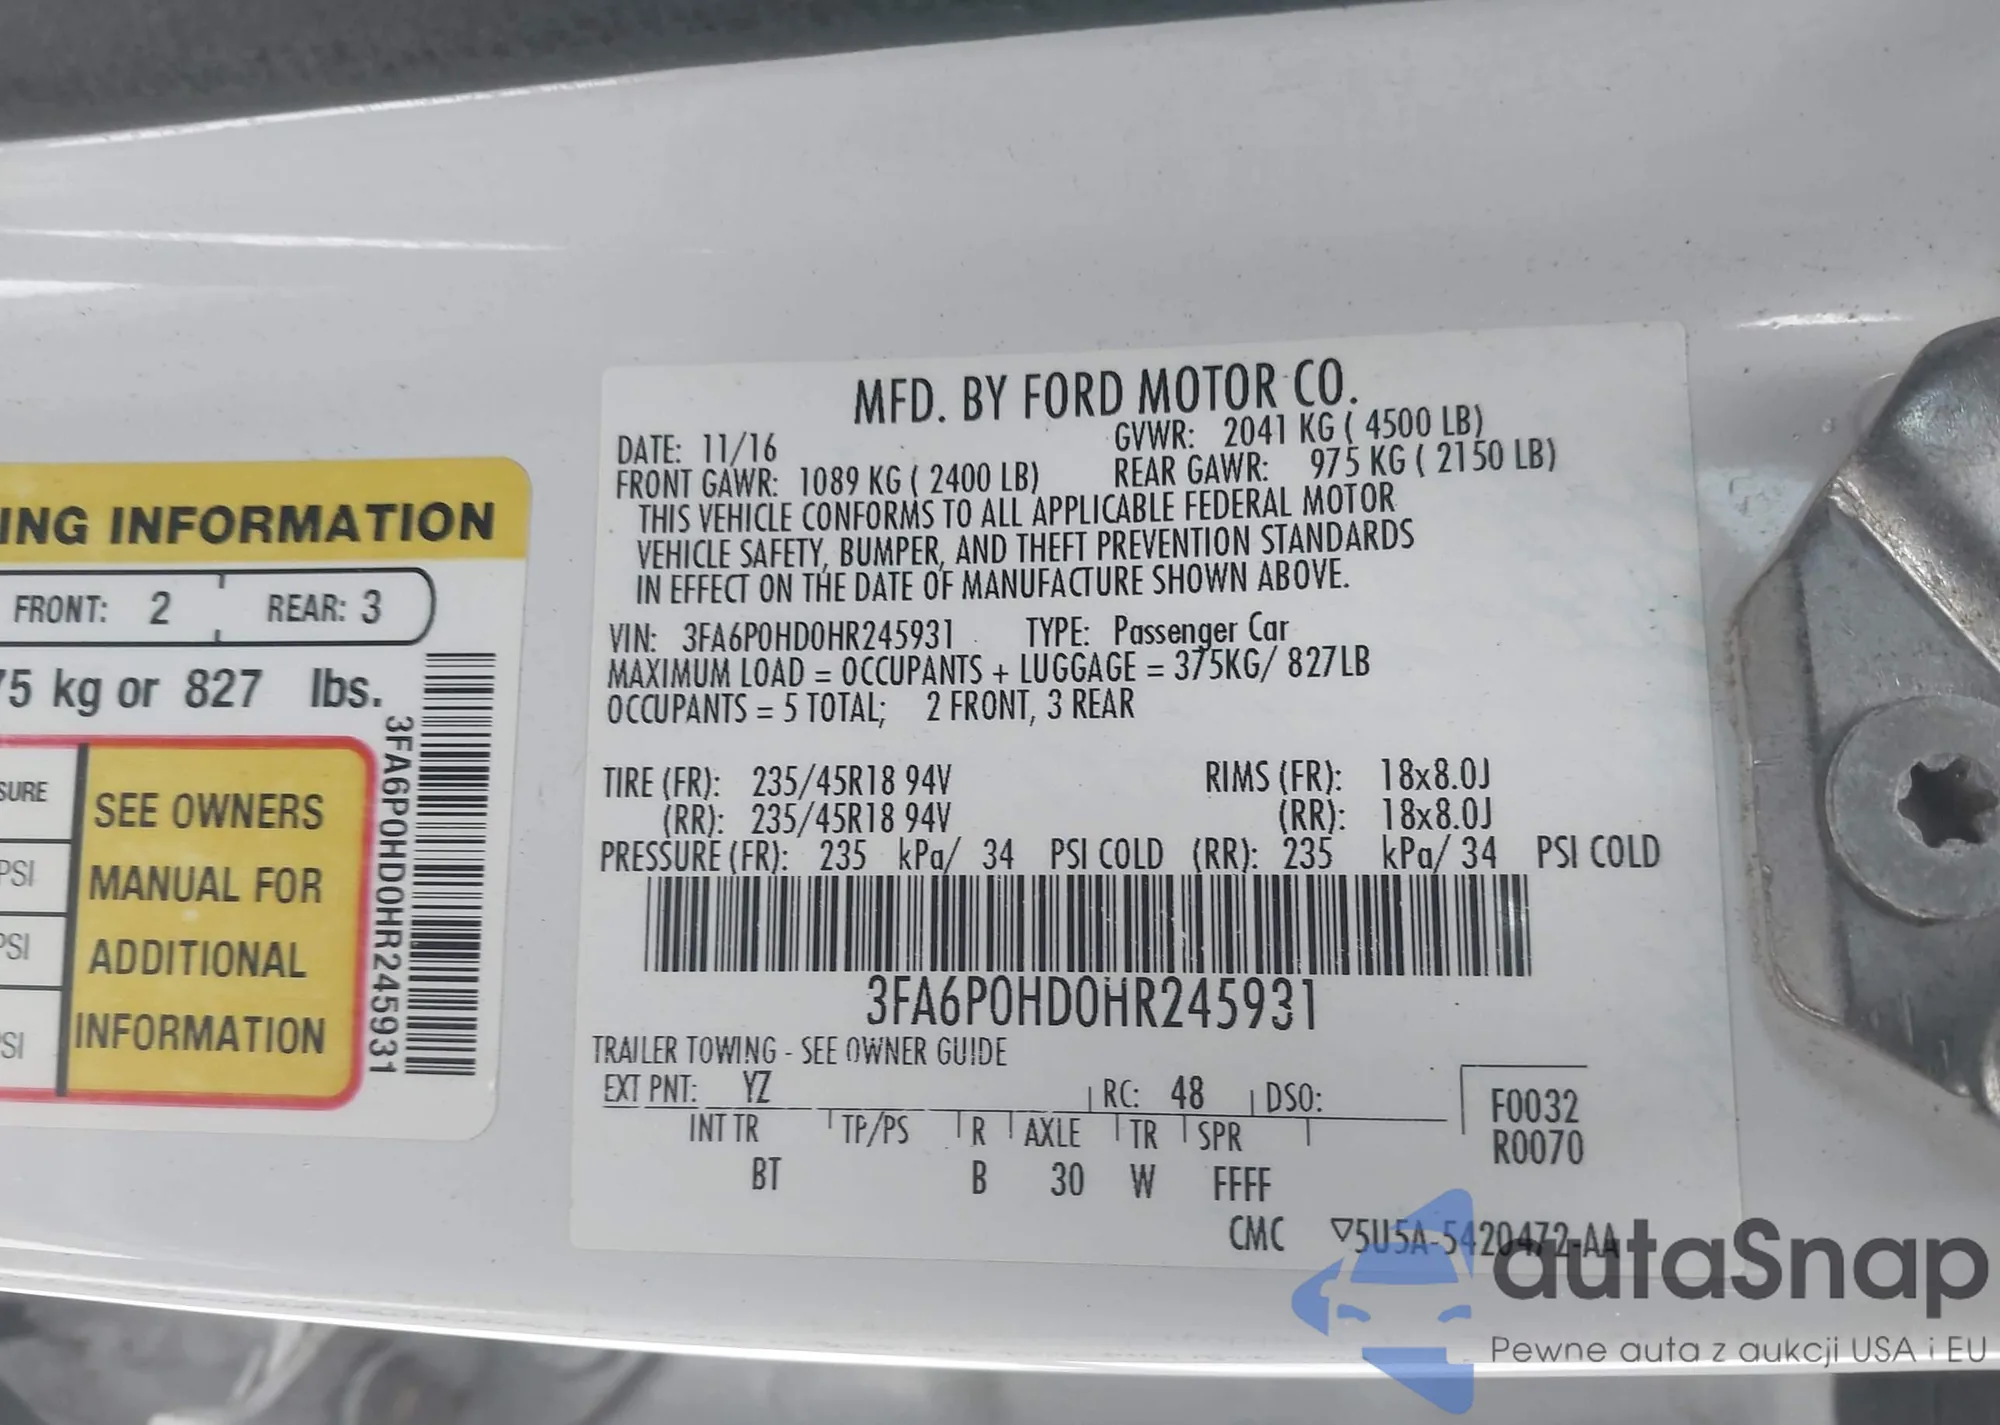 ING INFORMATION
FRONT: 2 REAR: 3
75 kg or 827 lbs.
SURE
PSI
PSI
SI
SEE OWNERS
MANUAL FOR
ADDITIONAL
INFORMATION
3FA6P0HD0HR245931
MFD. BY FORD MOTOR CO.
DATE: 11/16 GVWR: 2041 KG ( 4500 LB)
FRONT GAWR: 1089 KG ( 2400 LB) REAR GAWR: 975 KG ( 2150 LB)
THIS VEHICLE CONFORMS TO ALL APPLICABLE FEDERAL MOTOR
VEHICLE SAFETY, BUMPER, AND THEFT PREVENTION STANDARDS
IN EFFECT ON THE DATE OF MANUFACTURE SHOWN ABOVE.
VIN: 3FA6P0HD0HR245931 TYPE: Passenger Car
MAXIMUM LOAD = OCCUPANTS + LUGGAGE = 375KG/ 827LB
OCCUPANTS = 5 TOTAL; 2 FRONT, 3 REAR
TIRE (FR): 235/45R18 94V RIMS (FR): 18x8.0J
(RR): 235/45R18 94V (RR): 18x8.0J
PRESSURE (FR): 235 kPa/ 34 PSI COLD (RR): 235 kPa/ 34 PSI COLD
3FA6P0HD0HR245931
TRAILER TOWING - SEE OWNER GUIDE
EXT PNT: YZ RC: 48 DSO:
INT TR TP/PS R AXLE TR SPR
BT B 30 W FFFF
F0032
R0070
CMC ▽5U5A-5420472-AA
autaSnap
Pewne auta z aukcji USA i EU